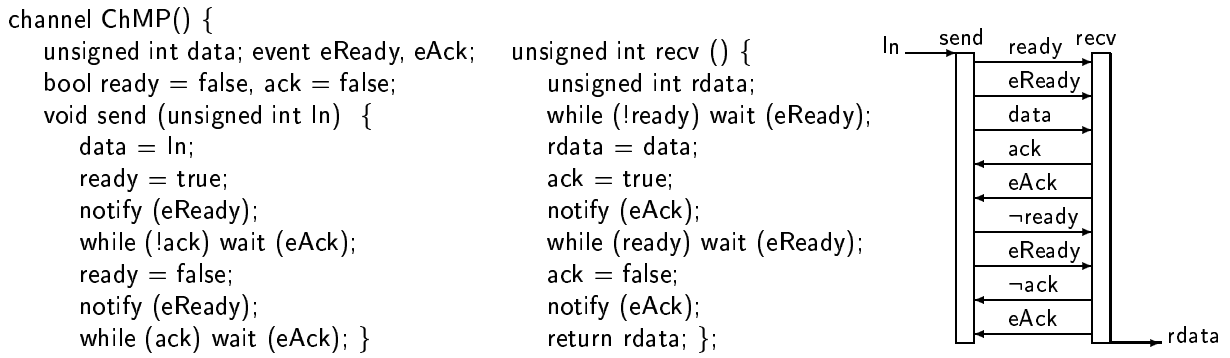 channel ChMP() {
unsigned int data; event eReady, eAck;
bool ready = false, ack = false;
void send (unsigned int In) {
data = In;
ready = true;
notify (eReady);
while (!ack) wait (eAck);
ready = false;
notify (eReady);
while (ack) wait (eAck); }
unsigned int recv () {
unsigned int rdata;
while (!ready) wait (eReady);
rdata = data;
ack = true;
notify (eAck);
while (ready) wait (eReady);
ack = false;
notify (eAck);
return rdata; };
In send ready recv
eReady
data
ack
eAck
¬ready
eReady
¬ack
eAck
rdata